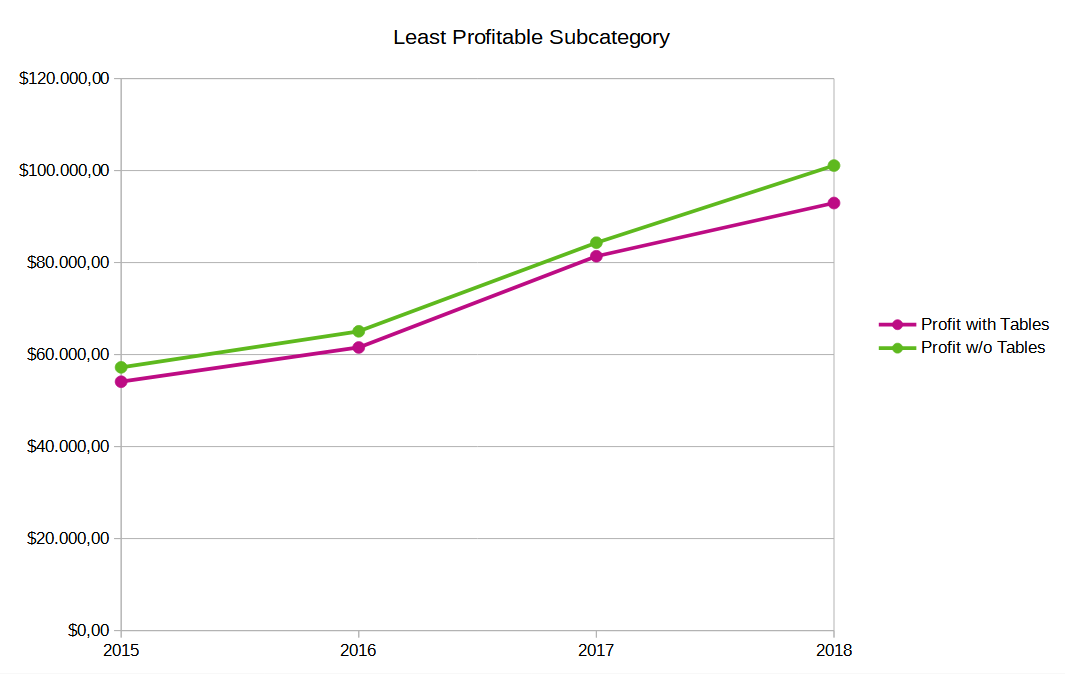 Least Profitable Subcategory
$120.000,00
$100.000,00
$80.000,00
$60.000,00
$40.000,00
$20.000,00
$0,00
2015 2016 2017 2018
Profit with Tables
Profit w/o Tables